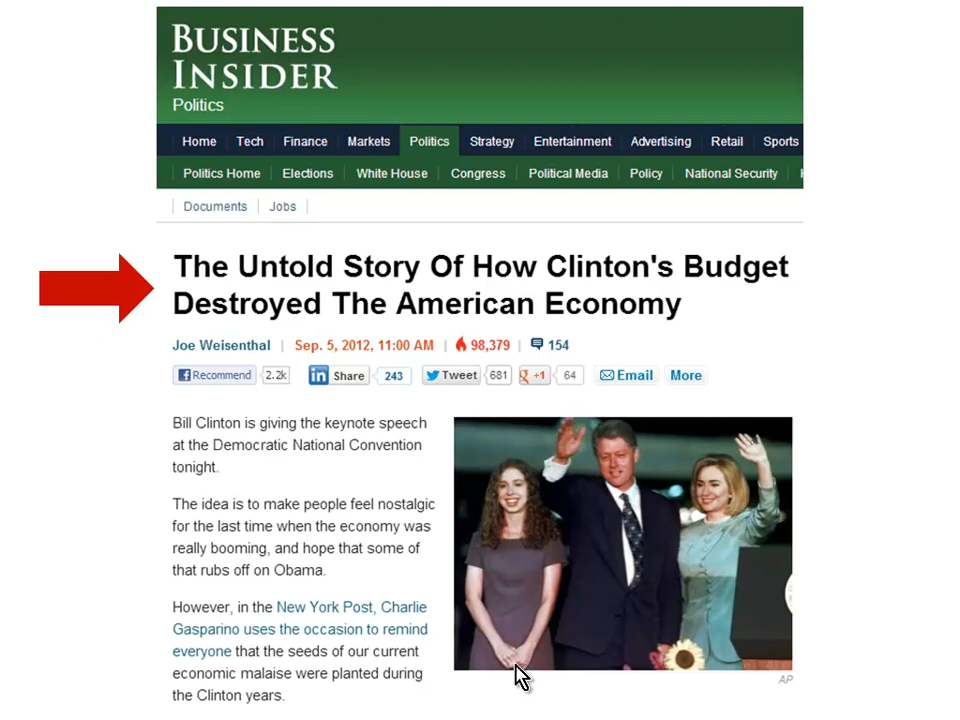 BUSINESS
INSIDER
Politics
Home Tech Finance Markets Politics Strategy Entertainment Advertising Retail Sports
Politics Home Elections White House Congress Political Media Policy National Security
Documents Jobs
The Untold Story Of How Clinton's Budget
Destroyed The American Economy
Joe Weisenthal | Sep. 5, 2012, 11:00 AM | 98,379 | 154
Recommend 2.2k Share 243 Tweet 681 +1 64 Email More
Bill Clinton is giving the keynote speech
at the Democratic National Convention
tonight.
The idea is to make people feel nostalgic
for the last time when the economy was
really booming, and hope that some of
that rubs off on Obama.
However, in the New York Post, Charlie
Gasparino uses the occasion to remind
everyone that the seeds of our current
economic malaise were planted during
the Clinton years.
AP